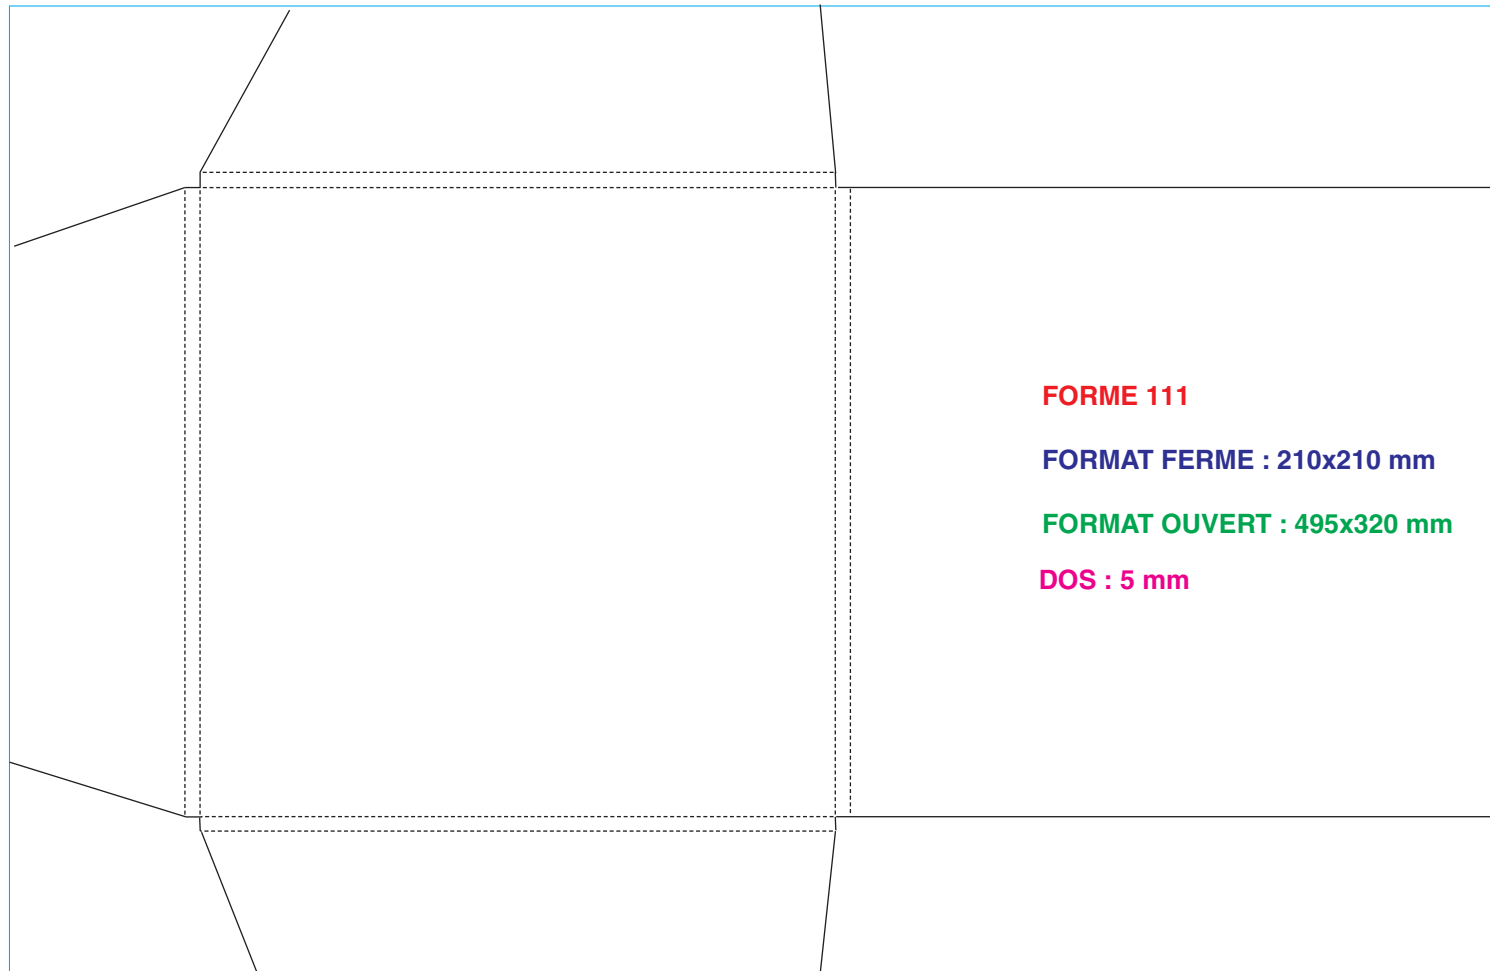 FORME 111
FORMAT FERME : 210x210 mm
FORMAT OUVERT : 495x320 mm
DOS : 5 mm